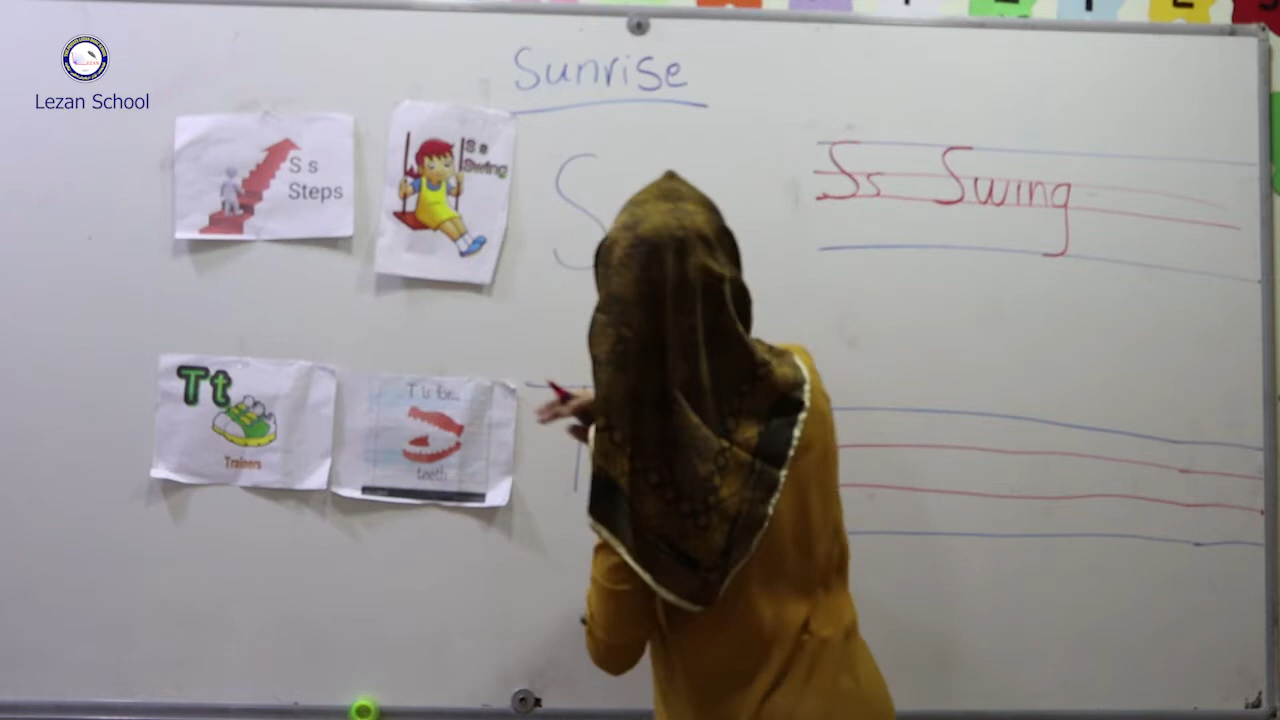 Lezan School
Sunrise
S s
Steps
S s
Swing
S
Ss Swing
Tt
Trainers
T is for..
teeth